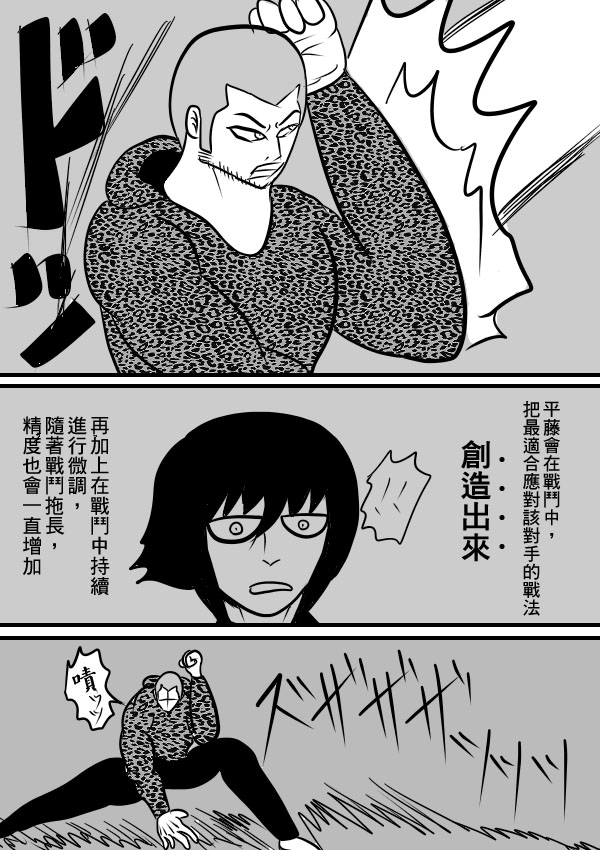 ドッ
平藤會在戰鬥中，
把最適合應對該對手的戰法
創造出來
再加上在戰鬥中持續
進行微調，
隨著戰鬥拖長，
精度也會一直增加
嘖ッッ
ズザザザッ